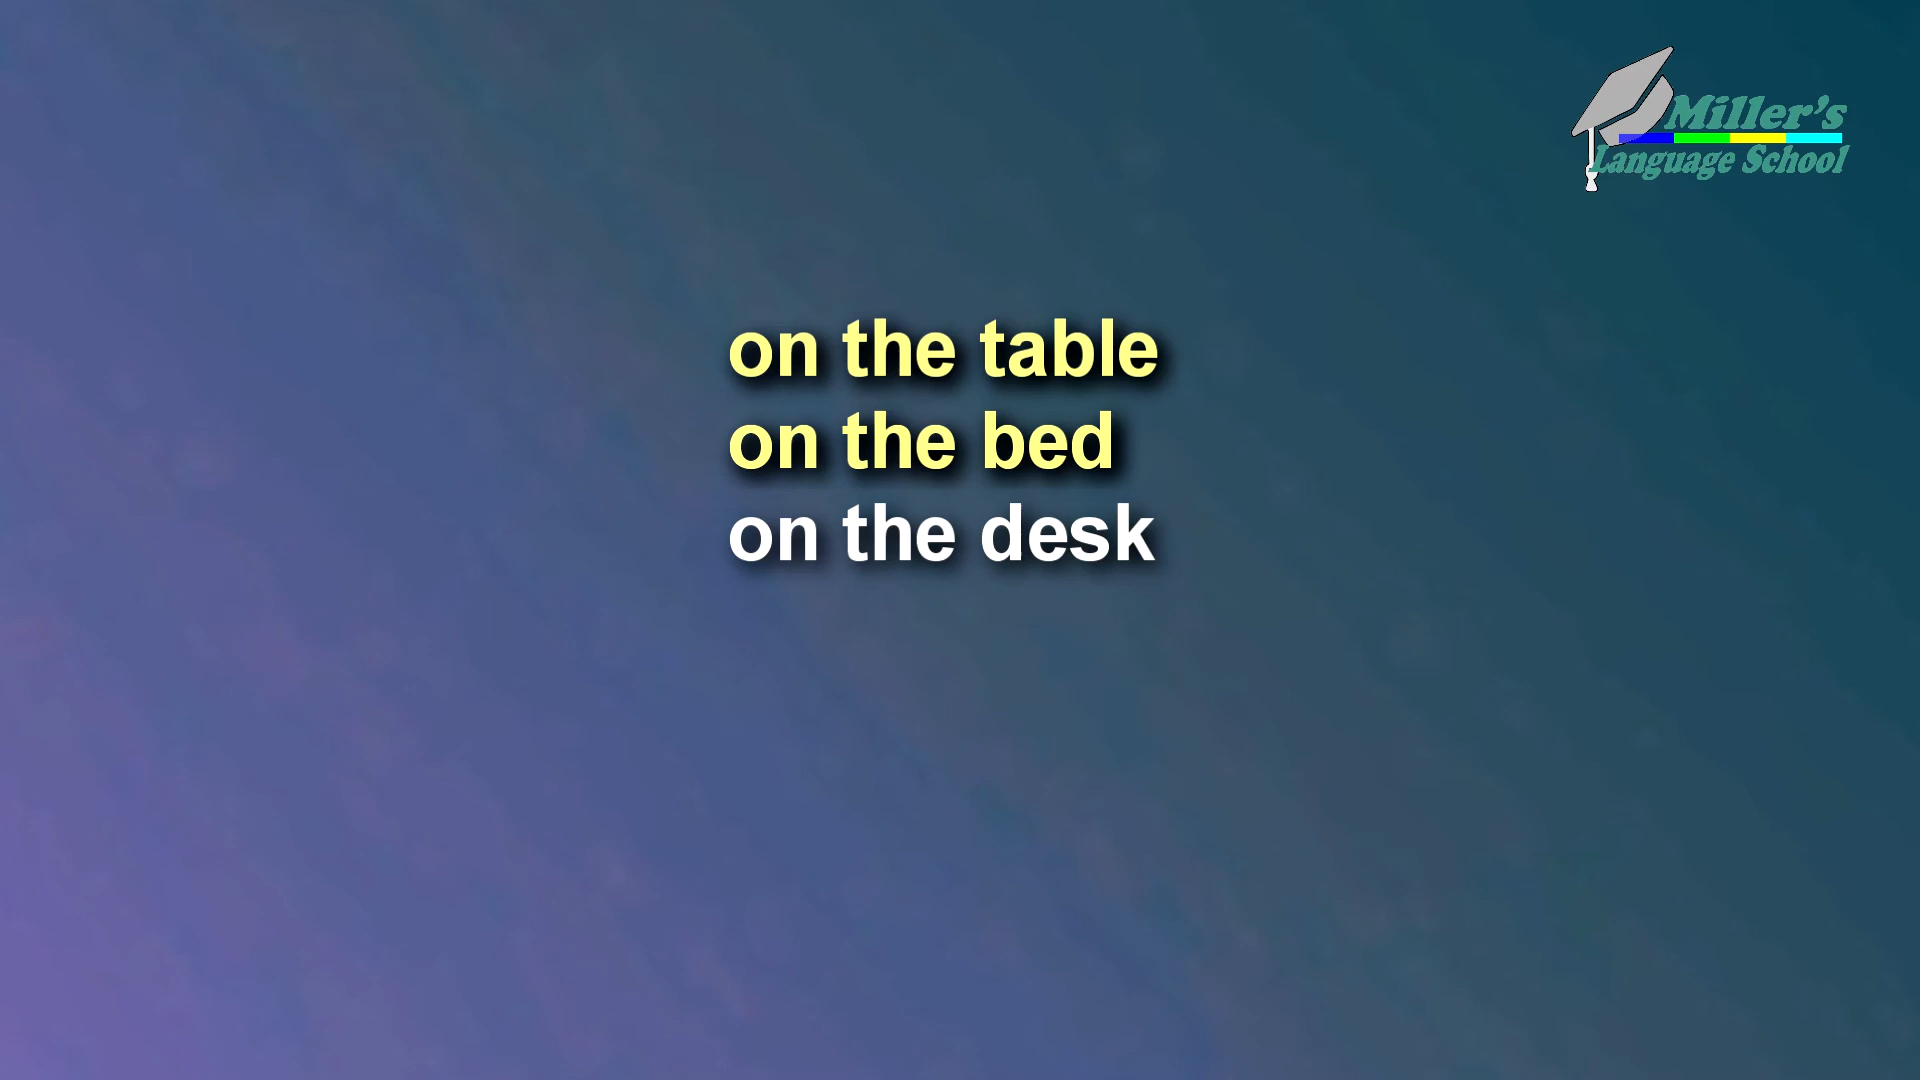 Miller's
Language School
on the table
on the bed
on the desk